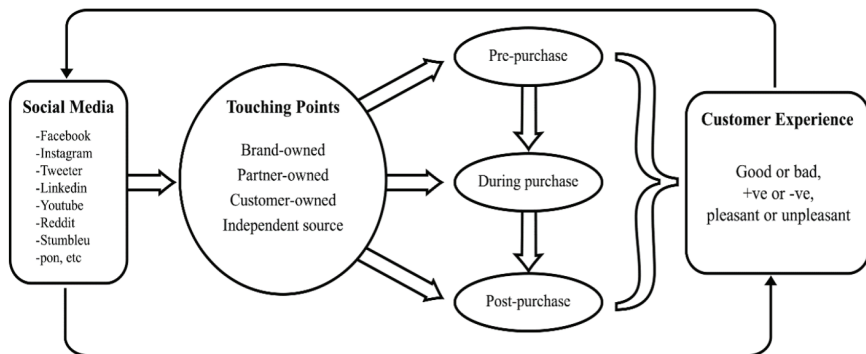 Social Media
-Facebook
-Instagram
-Tweeter
-Linkedin
-Youtube
-Reddit
-Stumbleu
-pon, etc
Touching Points
Brand-owned
Partner-owned
Customer-owned
Independent source
Pre-purchase
During purchase
Post-purchase
Customer Experience
Good or bad,
+ve or -ve,
pleasant or unpleasant